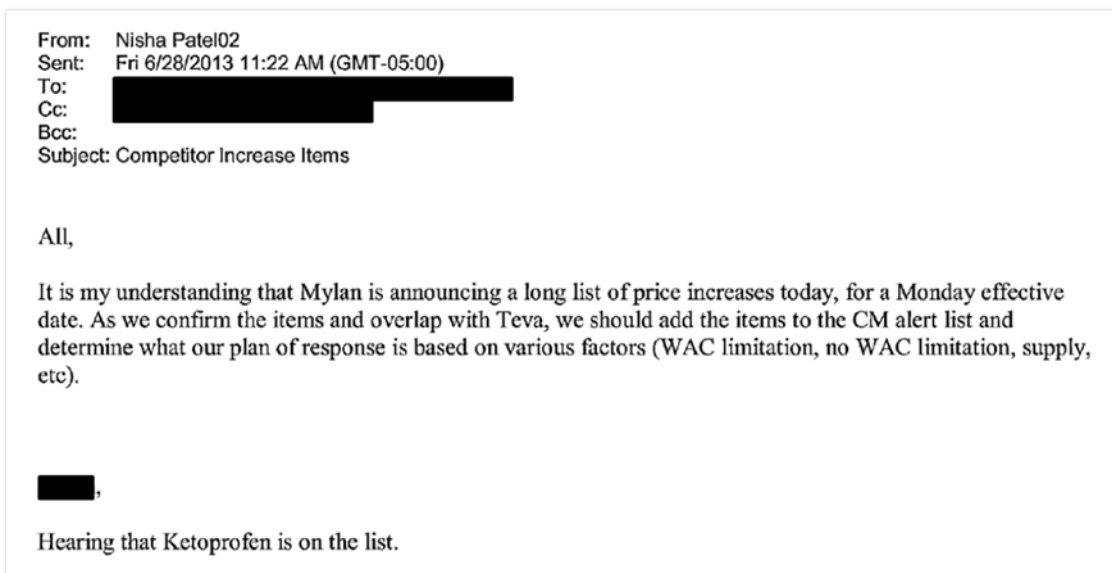 From: Nisha Patel02
Sent: Fri 6/28/2013 11:22 AM (GMT-05:00)
To:
Cc:
Bcc:
Subject: Competitor Increase Items
All,
It is my understanding that Mylan is announcing a long list of price increases today, for a Monday effective
date. As we confirm the items and overlap with Teva, we should add the items to the CM alert list and
determine what our plan of response is based on various factors (WAC limitation, no WAC limitation, supply,
etc).
,
Hearing that Ketoprofen is on the list.